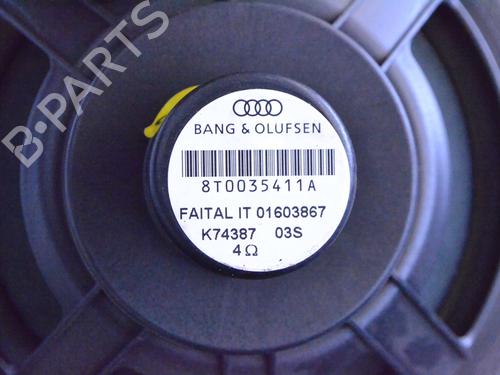 B-PARTS
BANG & OLUFSEN
8T0035411A
FAITAL IT 01603867
K74387 03S
4Ω